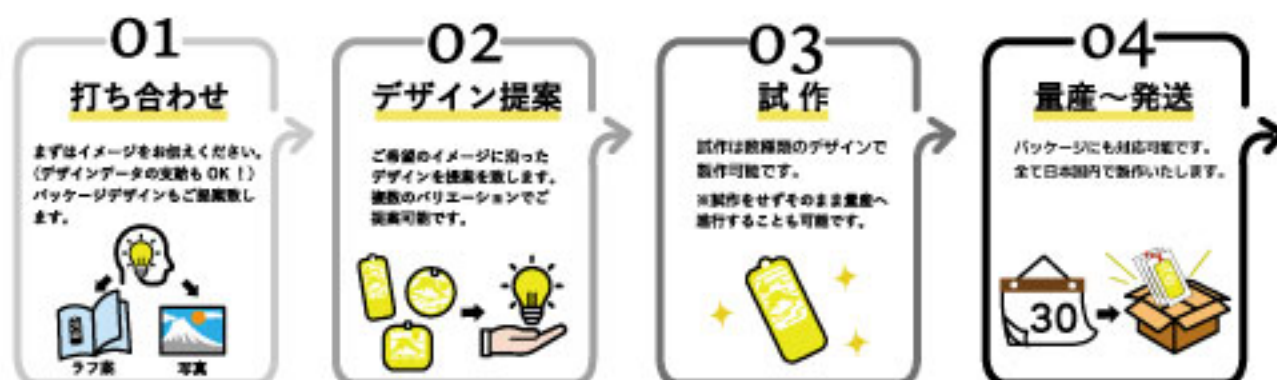 01
打ち合わせ
まずはイメージをお伝えください。
(デザインデータの支給も OK！)
パッケージデザインもご提案致し
ます。
ラフ案
写真
02
デザイン提案
ご希望のイメージに沿った
デザインを提案を致します。
複数のバリエーションでご
提案可能です。
03
試作
試作は数種類のデザインで
製作可能です。
※試作をせずそのまま量産へ
進行することも可能です。
04
量産～発送
パッケージにも対応可能です。
全て日本国内で製作いたします。
30